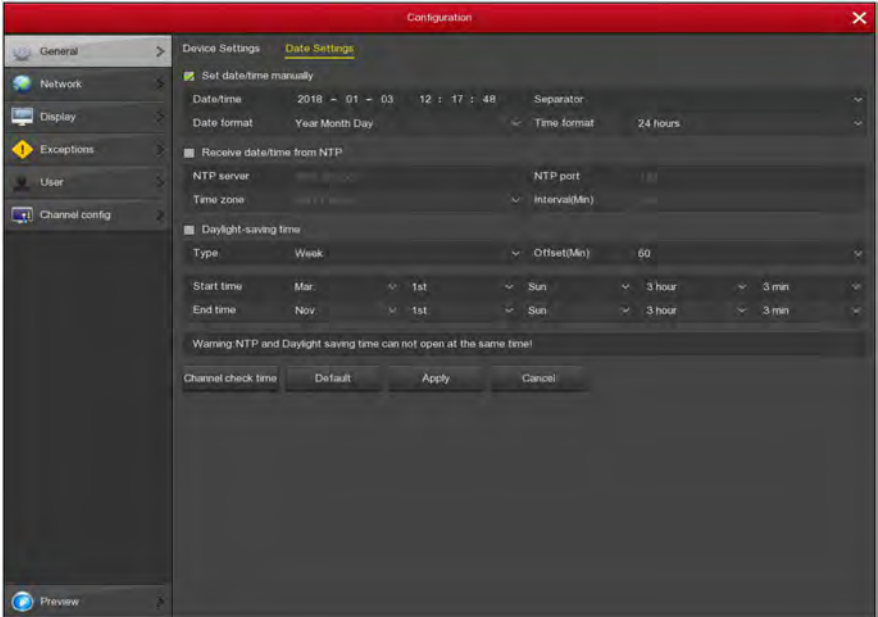 Configuration
General
Network
Display
Exceptions
User
Channel config
Preview
Device Settings Date Settings
Set date/time manually
Date/time 2018 - 01 - 03 12 : 17 : 48 Separator
Date format Year Month Day Time format 24 hours
Receive date/time from NTP
NTP server NTP port
Time zone Interval(Min)
Daylight-saving time
Type Week Offset(Min) 60
Start time Mar. 1st Sun 3 hour 3 min
End time Nov 1st Sun 3 hour 3 min
Warning:NTP and Daylight saving time can not open at the same time!
Channel check time Default Apply Cancel